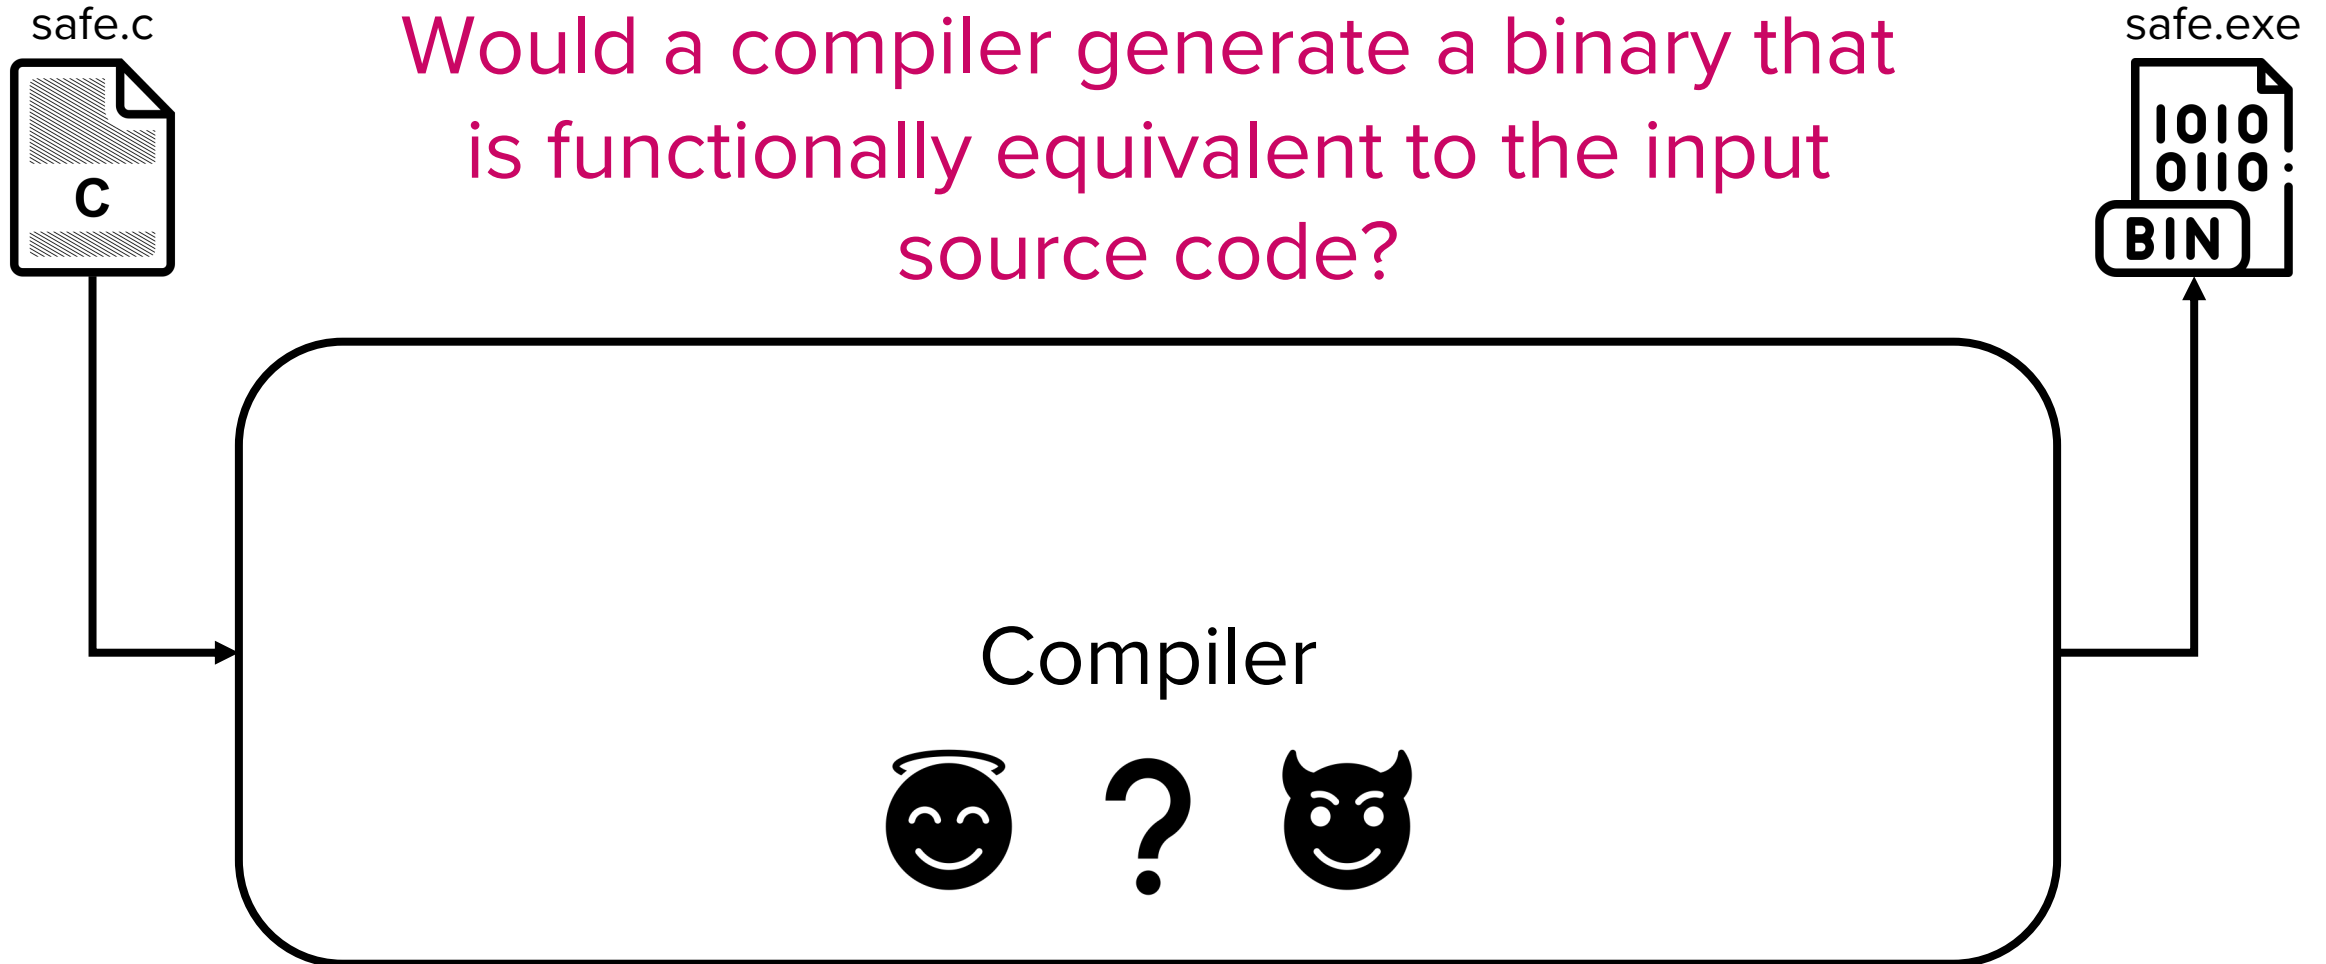 safe.c
Would a compiler generate a binary that
is functionally equivalent to the input
source code?
safe.exe
C
1010
0110
BIN
Compiler
?